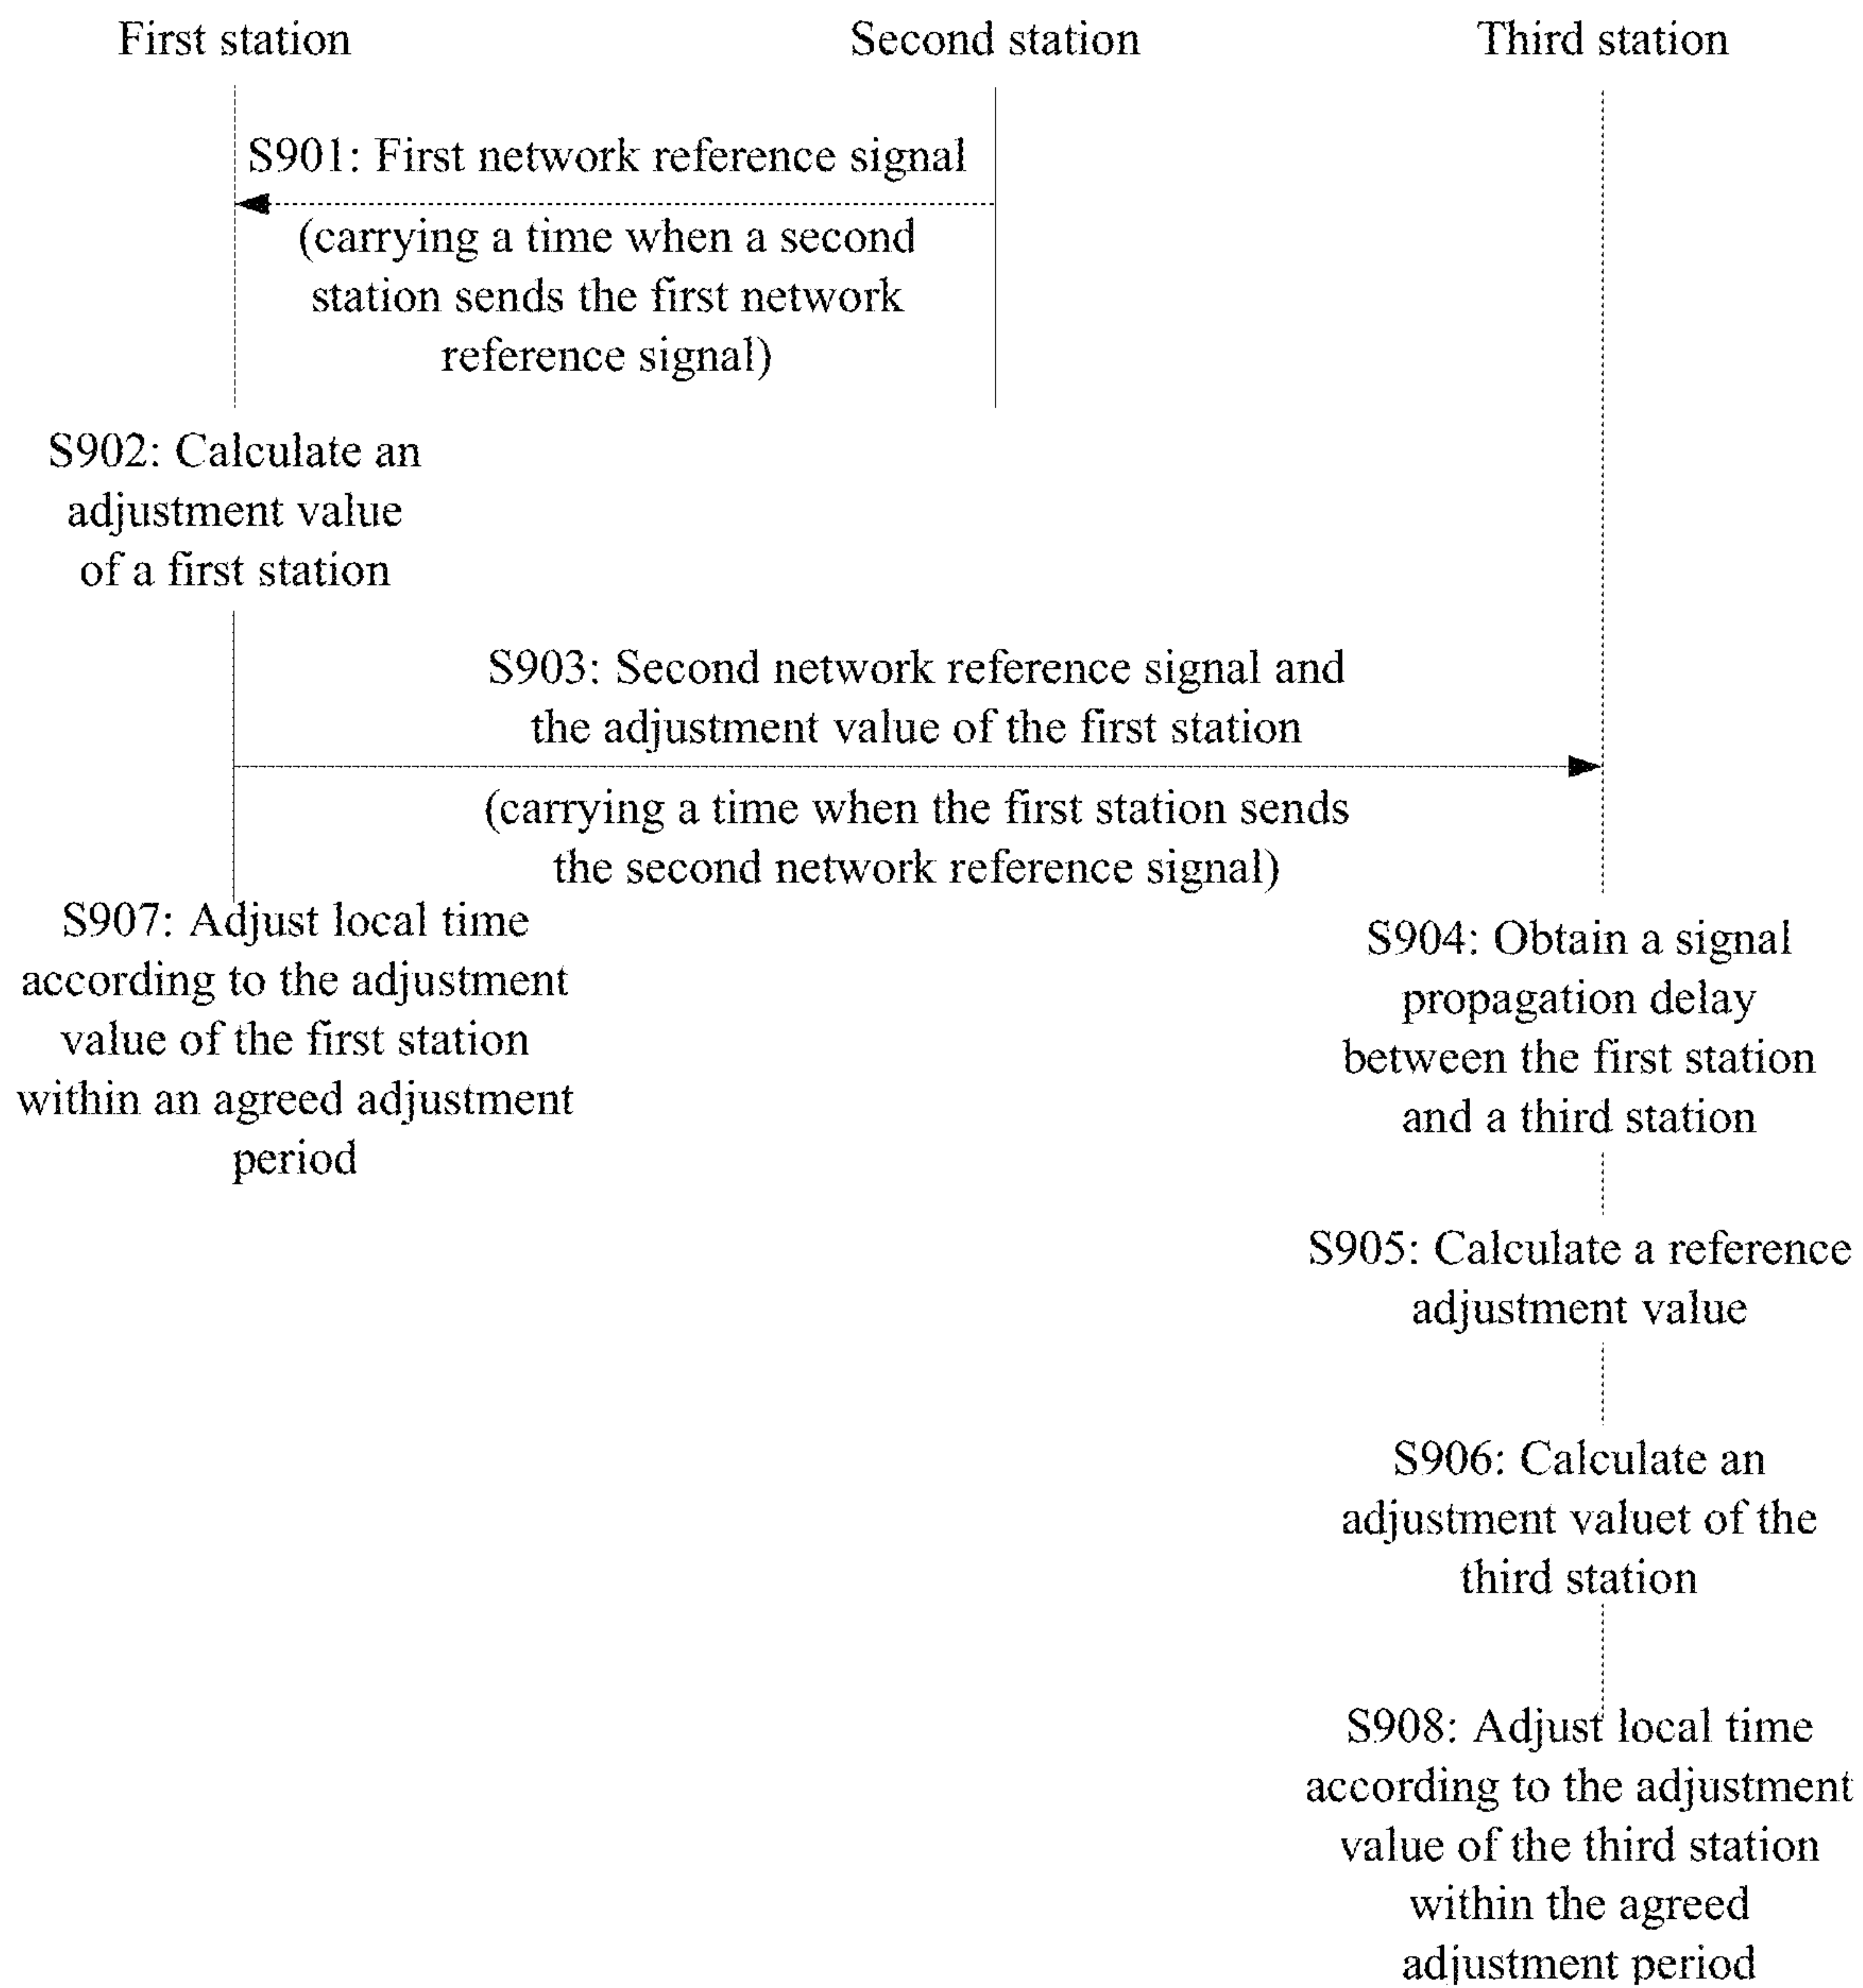 First station
Second station
Third station
S901: First network reference signal
(carrying a time when a second
station sends the first network
reference signal)
S902: Calculate an
adjustment value
of a first station
S903: Second network reference signal and
the adjustment value of the first station
(carrying a time when the first station sends
the second network reference signal)
S907: Adjust local time
according to the adjustment
value of the first station
within an agreed adjustment
period
S904: Obtain a signal
propagation delay
between the first station
and a third station
S905: Calculate a reference
adjustment value
S906: Calculate an
adjustment valuet of the
third station
S908: Adjust local time
according to the adjustment
value of the third station
within the agreed
adjustment period